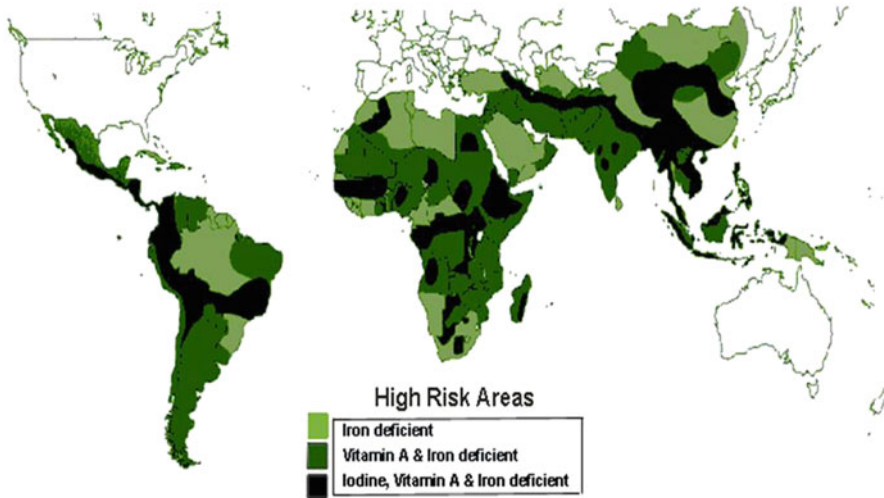 High Risk Areas
Iron deficient
Vitamin A & Iron deficient
Iodine, Vitamin A & Iron deficient